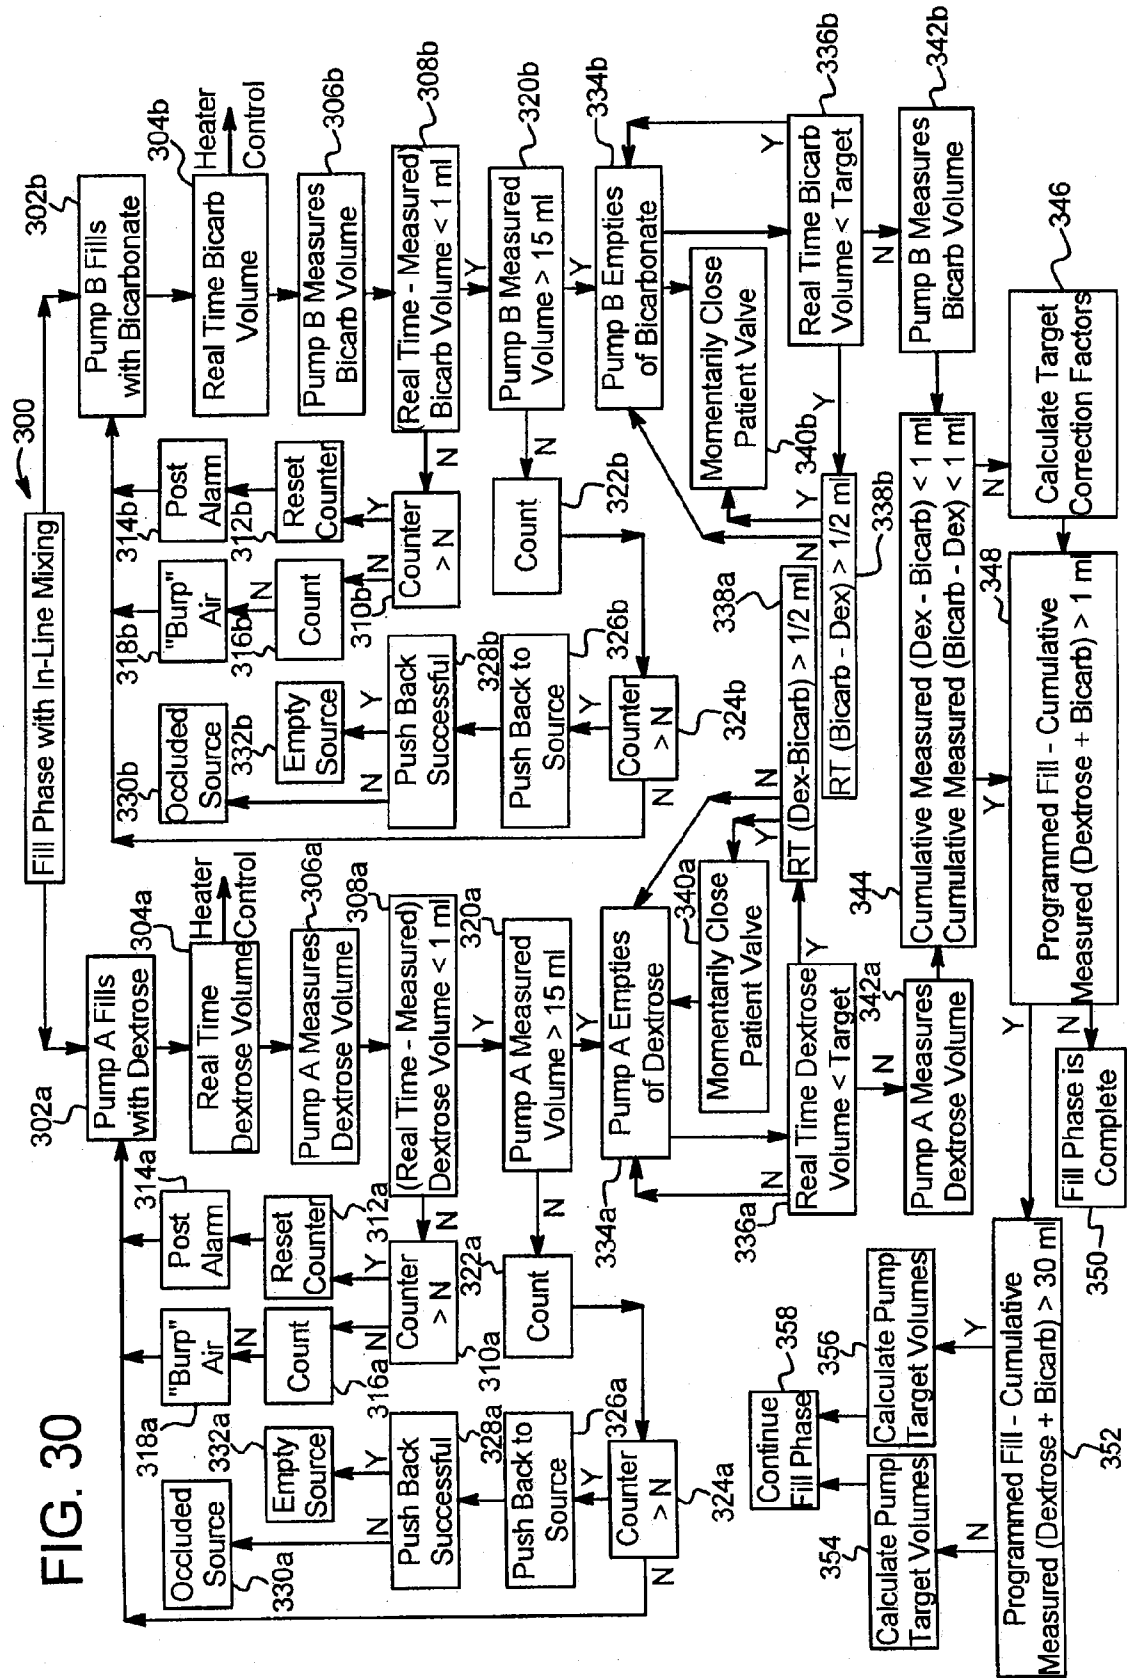 FIG. 30
Fill Phase with In-Line Mixing
300
302a
Pump A Fills
with Dextrose
304a
Real Time
Dextrose Volume
Heater
Control
306a
Pump A Measures
Dextrose Volume
308a
(Real Time - Measured)
Dextrose Volume < 1 ml
N
Y
310a
Counter
> N
Y
N
312a
Reset
Counter
314a
Post
Alarm
316a
Count
N
318a
"Burp"
Air
320a
Pump A Measured
Volume > 15 ml
N
Y
322a
Count
324a
Counter
> N
Y
N
326a
Push Back to
Source
328a
Push Back
Successful
Y
N
332a
Empty
Source
330a
Occluded
Source
334a
Pump A Empties
of Dextrose
340a
Momentarily Close
Patient Valve
336a
Real Time Dextrose
Volume < Target
N
Y
N
338a
RT (Dex-Bicarb) > 1/2 ml
Y
N
342a
Pump A Measures
Dextrose Volume
302b
Pump B Fills
with Bicarbonate
304b
Real Time Bicarb
Volume
Heater
Control
306b
Pump B Measures
Bicarb Volume
308b
(Real Time - Measured)
Bicarb Volume < 1 ml
N
Y
310b
Counter
> N
Y
N
312b
Reset
Counter
314b
Post
Alarm
316b
Count
N
318b
"Burp"
Air
320b
Pump B Measured
Volume > 15 ml
N
Y
322b
Count
324b
Counter
> N
Y
N
326b
Push Back to
Source
328b
Push Back
Successful
Y
N
332b
Empty
Source
330b
Occluded
Source
334b
Pump B Empties
of Bicarbonate
340b
Momentarily Close
Patient Valve
336b
Real Time Bicarb
Volume < Target
Y
Y
N
338b
RT (Bicarb - Dex) > 1/2 ml
Y
N
342b
Pump B Measures
Bicarb Volume
344
Cumulative Measured (Dex - Bicarb) < 1 ml
Cumulative Measured (Bicarb - Dex) < 1 ml
Y
N
346
Calculate Target
Correction Factors
348
Programmed Fill - Cumulative
Measured (Dextrose + Bicarb) > 1 ml
Y
N
350
Fill Phase is
Complete
352
Programmed Fill - Cumulative
Measured (Dextrose + Bicarb) > 30 ml
N
Y
354
Calculate Pump
Target Volumes
356
Calculate Pump
Target Volumes
358
Continue
Fill Phase